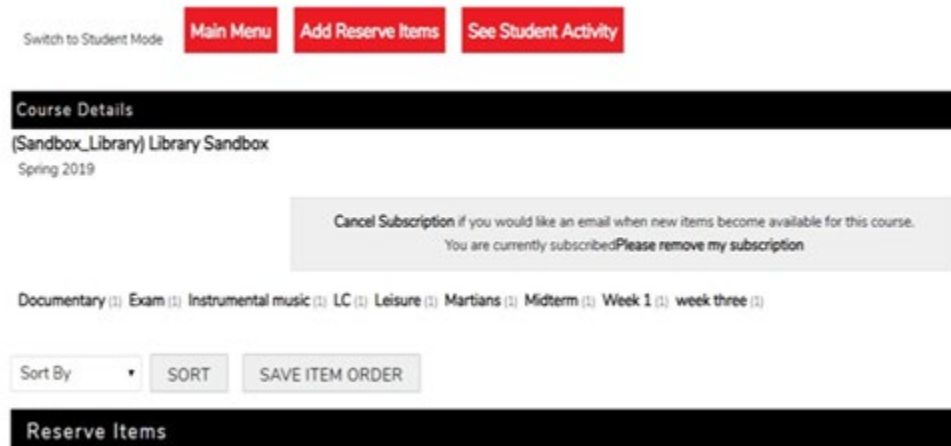 Switch to Student Mode Main Menu Add Reserve Items See Student Activity
Course Details
(Sandbox_Library) Library Sandbox
Spring 2019
Cancel Subscription if you would like an email when new items become available for this course.
You are currently subscribedPlease remove my subscription
Documentary (1) Exam (1) Instrumental music (1) LC (1) Leisure (1) Martians (1) Midterm (1) Week 1 (1) week three (1)
Sort By SORT SAVE ITEM ORDER
Reserve Items